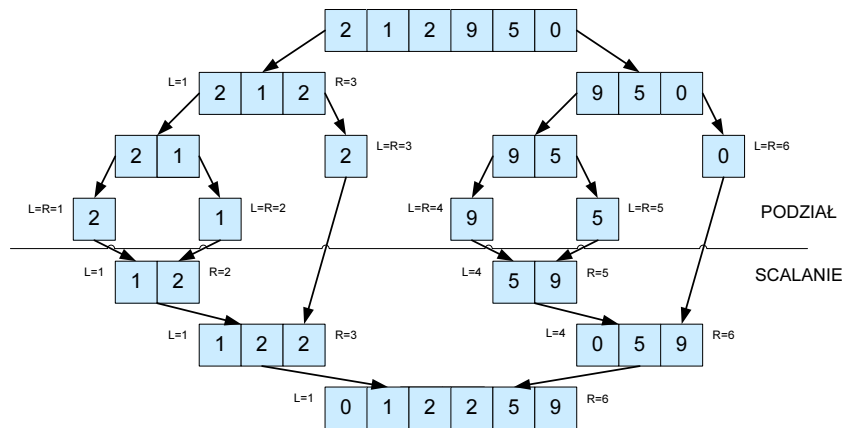 2 1 2 9 5 0
L=1 2 1 2 R=3 9 5 0
2 1 2 L=R=3 9 5 0 L=R=6
L=R=1 2 1 L=R=2 L=R=4 9 5 L=R=5 PODZIAŁ
L=1 1 2 R=2 L=4 5 9 R=5 SCALANIE
L=1 1 2 2 R=3 L=4 0 5 9 R=6
L=1 0 1 2 2 5 9 R=6